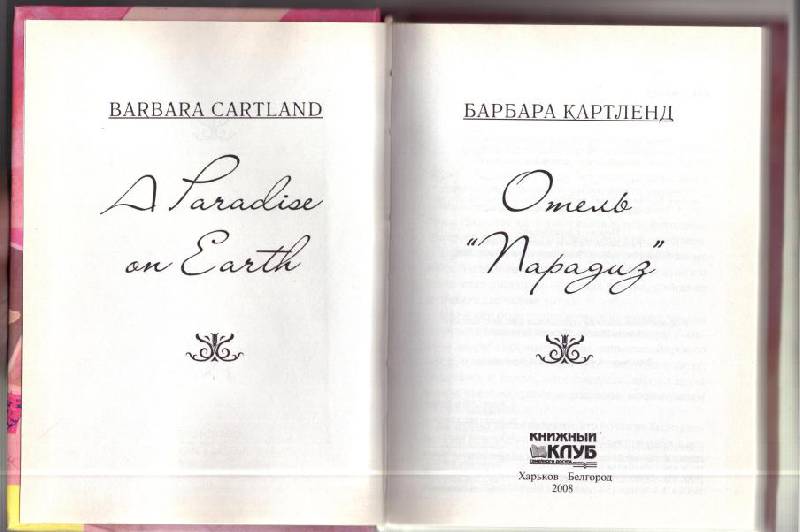 BARBARA CARTLAND
A Paradise
on Earth
БАРБАРА КАРТЛЕНД
Отель
"Парадиз"
КНИЖНЫЙ
КЛУБ
Харьков Белгород
2008